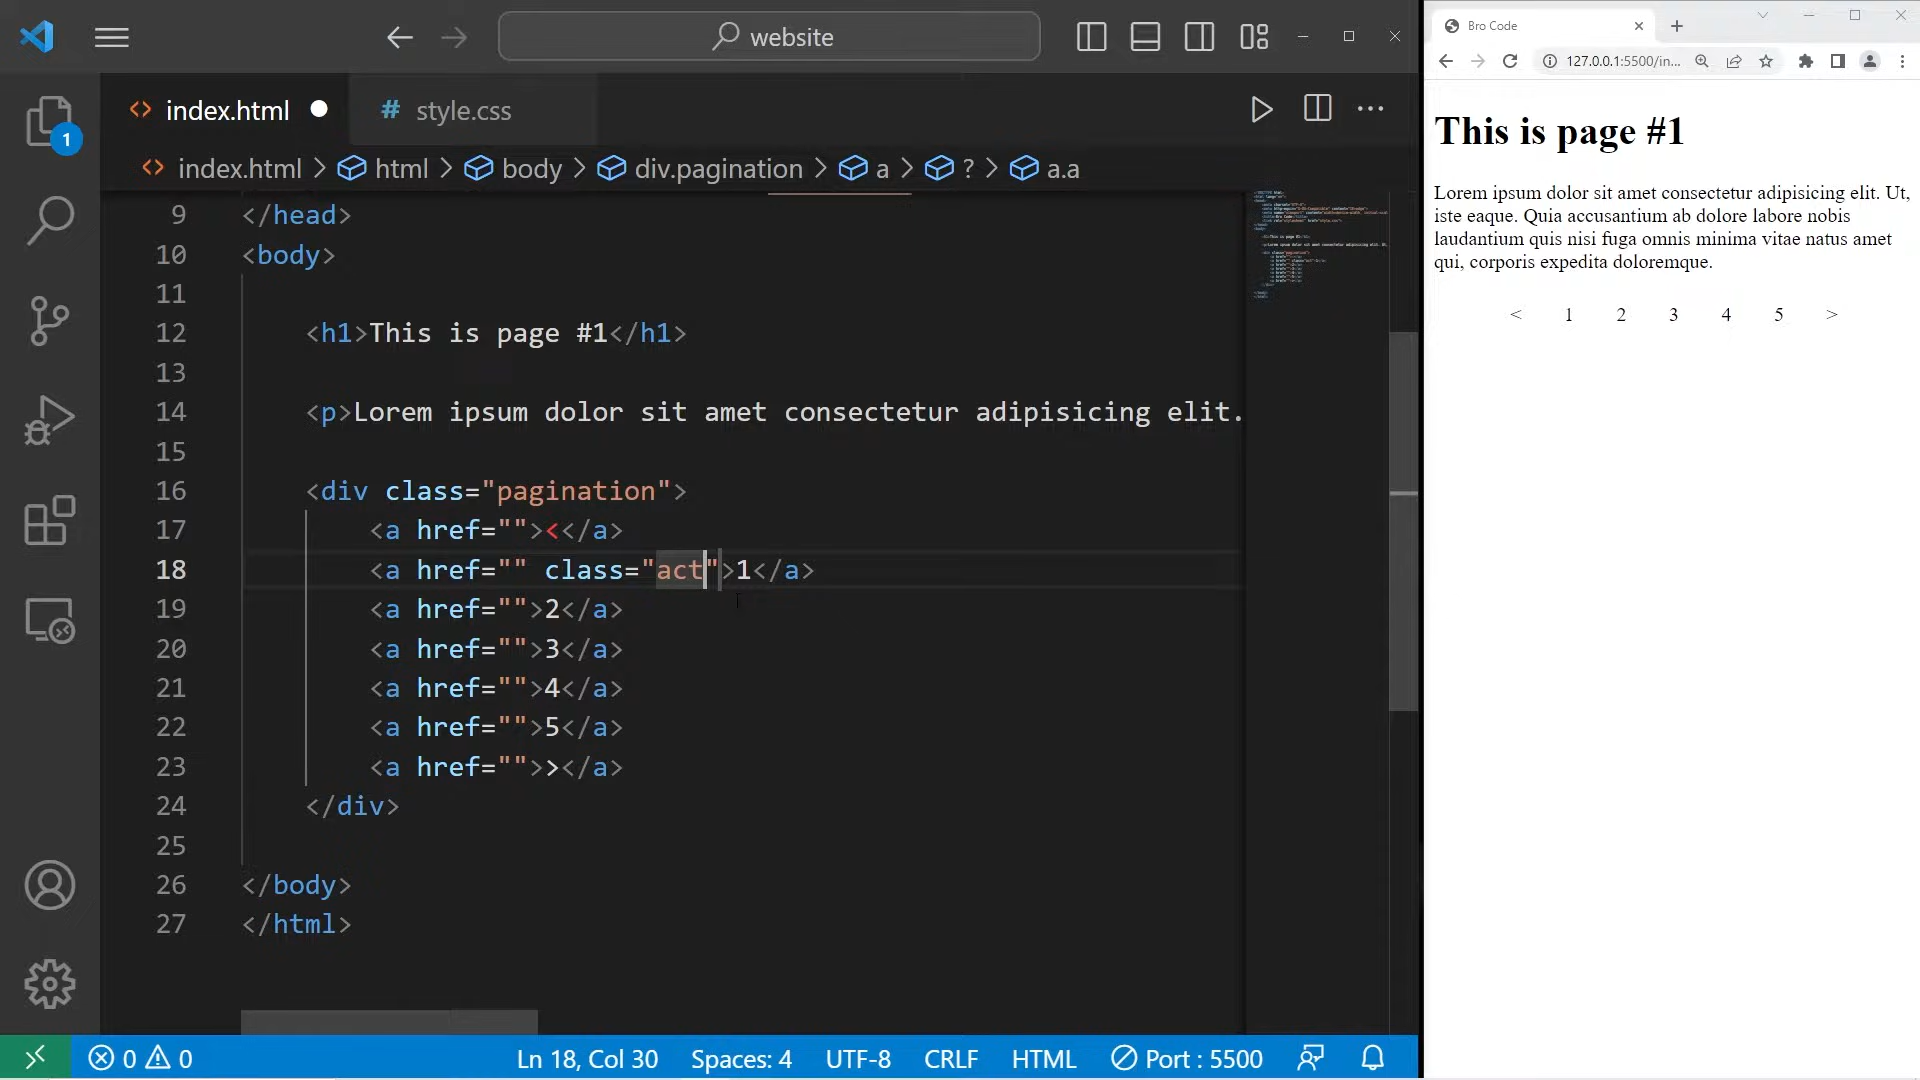 website
index.html
# style.css
index.html > html > body > div.pagination > a > ? > a.a
9 </head>
10 <body>
11
12 <h1>This is page #1</h1>
13
14 <p>Lorem ipsum dolor sit amet consectetur adipisicing elit.
15
16 <div class="pagination">
17 <a href=""><</a>
18 <a href="" class="act">1</a>
19 <a href="">2</a>
20 <a href="">3</a>
21 <a href="">4</a>
22 <a href="">5</a>
23 <a href="">></a>
24 </div>
25
26 </body>
27 </html>
1
0 0
Ln 18, Col 30 Spaces: 4 UTF-8 CRLF HTML Port : 5500
Bro Code
127.0.0.1:5500/in...
This is page #1
Lorem ipsum dolor sit amet consectetur adipisicing elit. Ut,
iste eaque. Quia accusantium ab dolore labore nobis
laudantium quis nisi fuga omnis minima vitae natus amet
qui, corporis expedita doloremque.
< 1 2 3 4 5 >